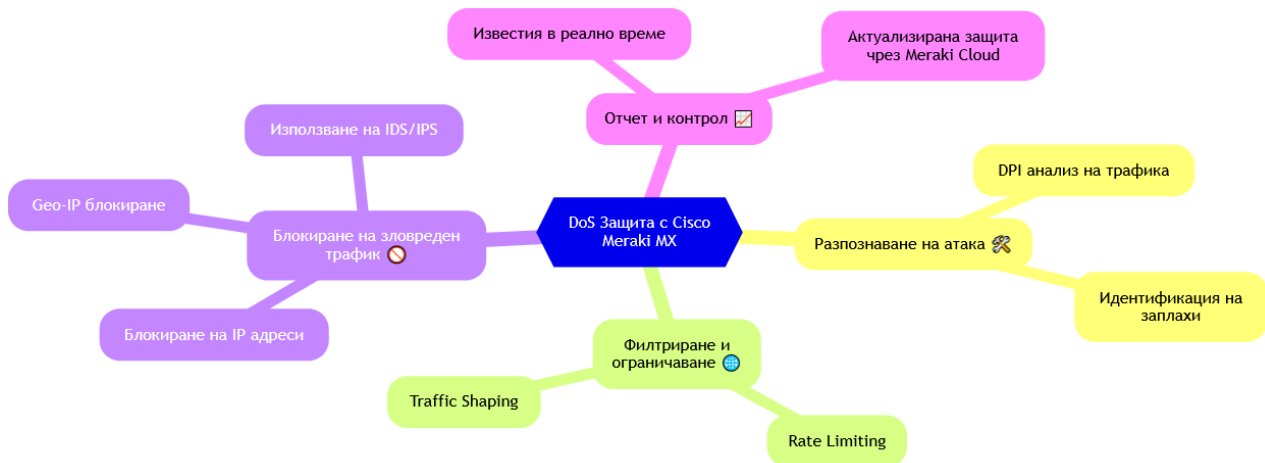 Известия в реално време
Актуализирана защита
чрез Meraki Cloud
Отчет и контрол 📈
Използване на IDS/IPS
DPI анализ на трафика
Geo-IP блокиране
DoS Защита с Cisco
Meraki MX
Блокиране на зловреден
трафик 🚫
Разпознаване на атака 🛠
Идентификация на
заплахи
Блокиране на IP адреси
Филтриране и
ограничаване 🌐
Traffic Shaping
Rate Limiting